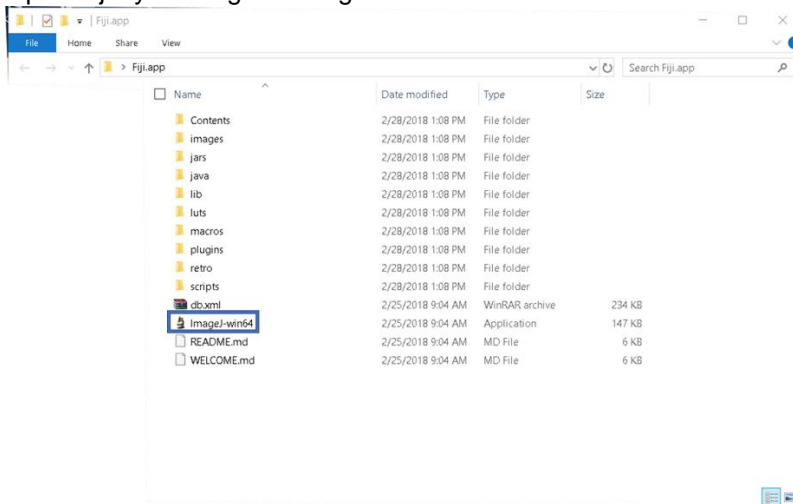 Fiji.app
File Home Share View
Fiji.app Search Fiji.app
Name Date modified Type Size
Contents 2/28/2018 1:08 PM File folder
images 2/28/2018 1:08 PM File folder
jars 2/28/2018 1:08 PM File folder
java 2/28/2018 1:08 PM File folder
lib 2/28/2018 1:08 PM File folder
luts 2/28/2018 1:08 PM File folder
macros 2/28/2018 1:08 PM File folder
plugins 2/28/2018 1:08 PM File folder
retro 2/28/2018 1:08 PM File folder
scripts 2/28/2018 1:08 PM File folder
db.xml 2/25/2018 9:04 AM WinRAR archive 234 KB
ImageJ-win64 2/25/2018 9:04 AM Application 147 KB
README.md 2/25/2018 9:04 AM MD File 6 KB
WELCOME.md 2/25/2018 9:04 AM MD File 6 KB